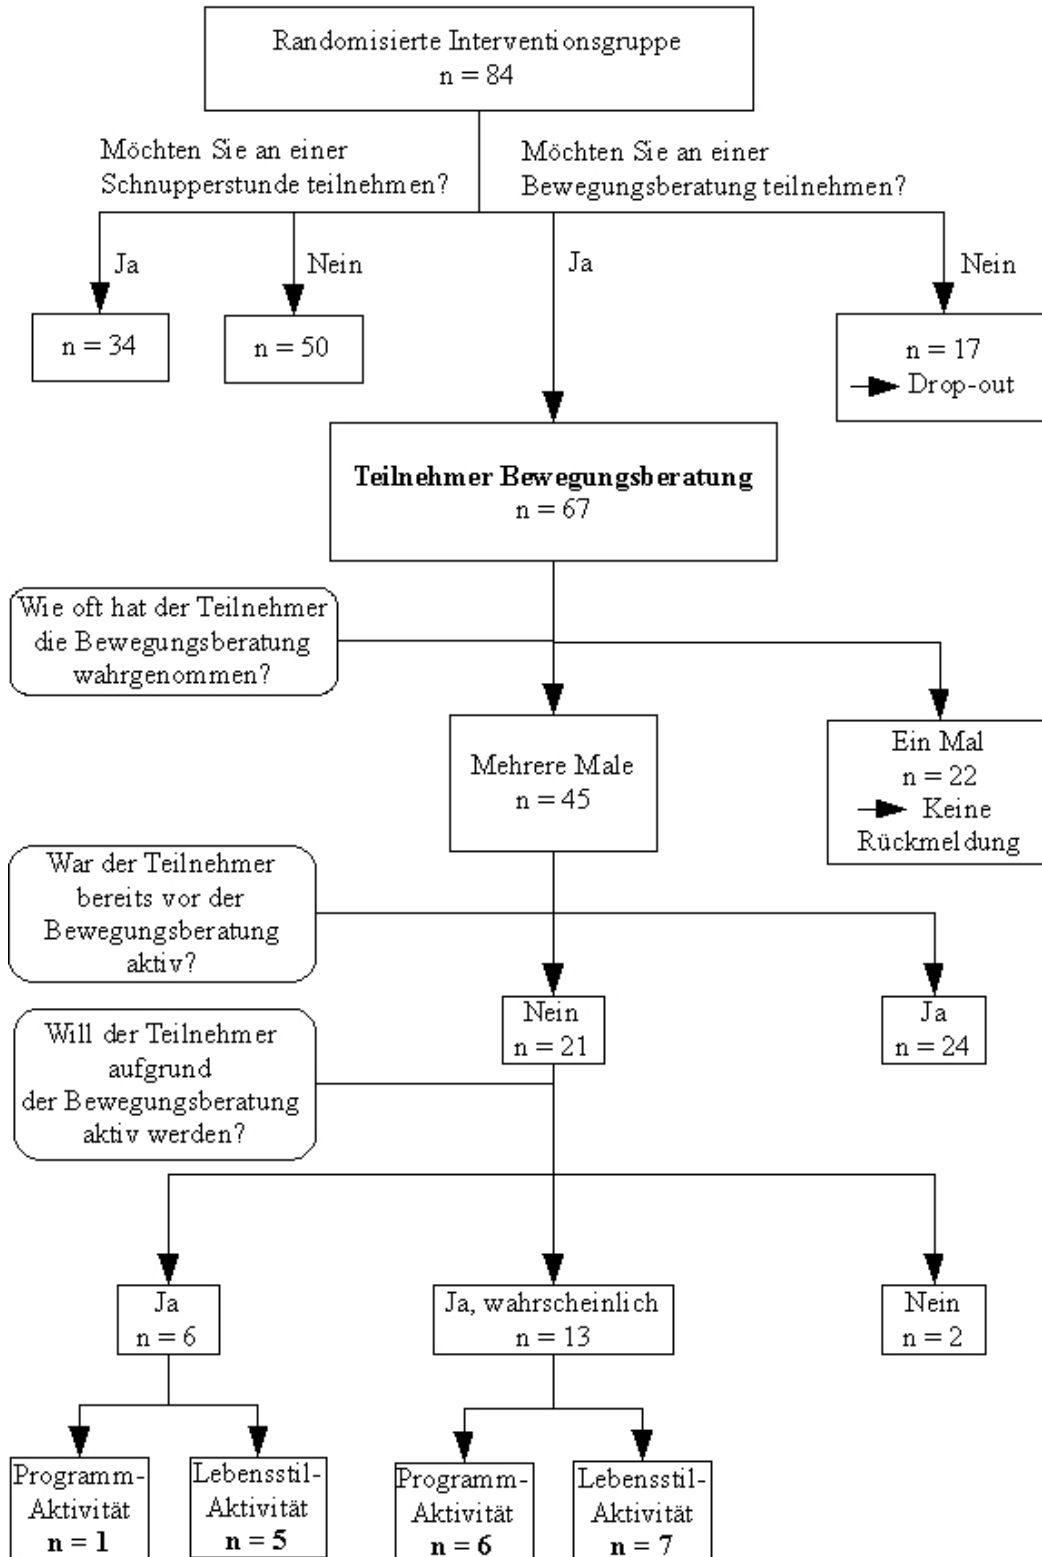 Randomisierte Interventionsgruppe
n = 84
Möchten Sie an einer
Schnupperstunde teilnehmen?
Möchten Sie an einer
Bewegungsberatung teilnehmen?
Ja
Nein
Ja
Nein
n = 34
n = 50
n = 17
Drop-out
Teilnehmer Bewegungsberatung
n = 67
Wie oft hat der Teilnehmer
die Bewegungsberatung
wahrgenommen?
Mehrere Male
n = 45
Ein Mal
n = 22
Keine
Rückmeldung
War der Teilnehmer
bereits vor der
Bewegungsberatung
aktiv?
Nein
n = 21
Ja
n = 24
Will der Teilnehmer
aufgrund
der Bewegungsberatung
aktiv werden?
Ja
n = 6
Ja, wahrscheinlich
n = 13
Nein
n = 2
Programm-
Aktivität
n = 1
Lebensstil-
Aktivität
n = 5
Programm-
Aktivität
n = 6
Lebensstil-
Aktivität
n = 7